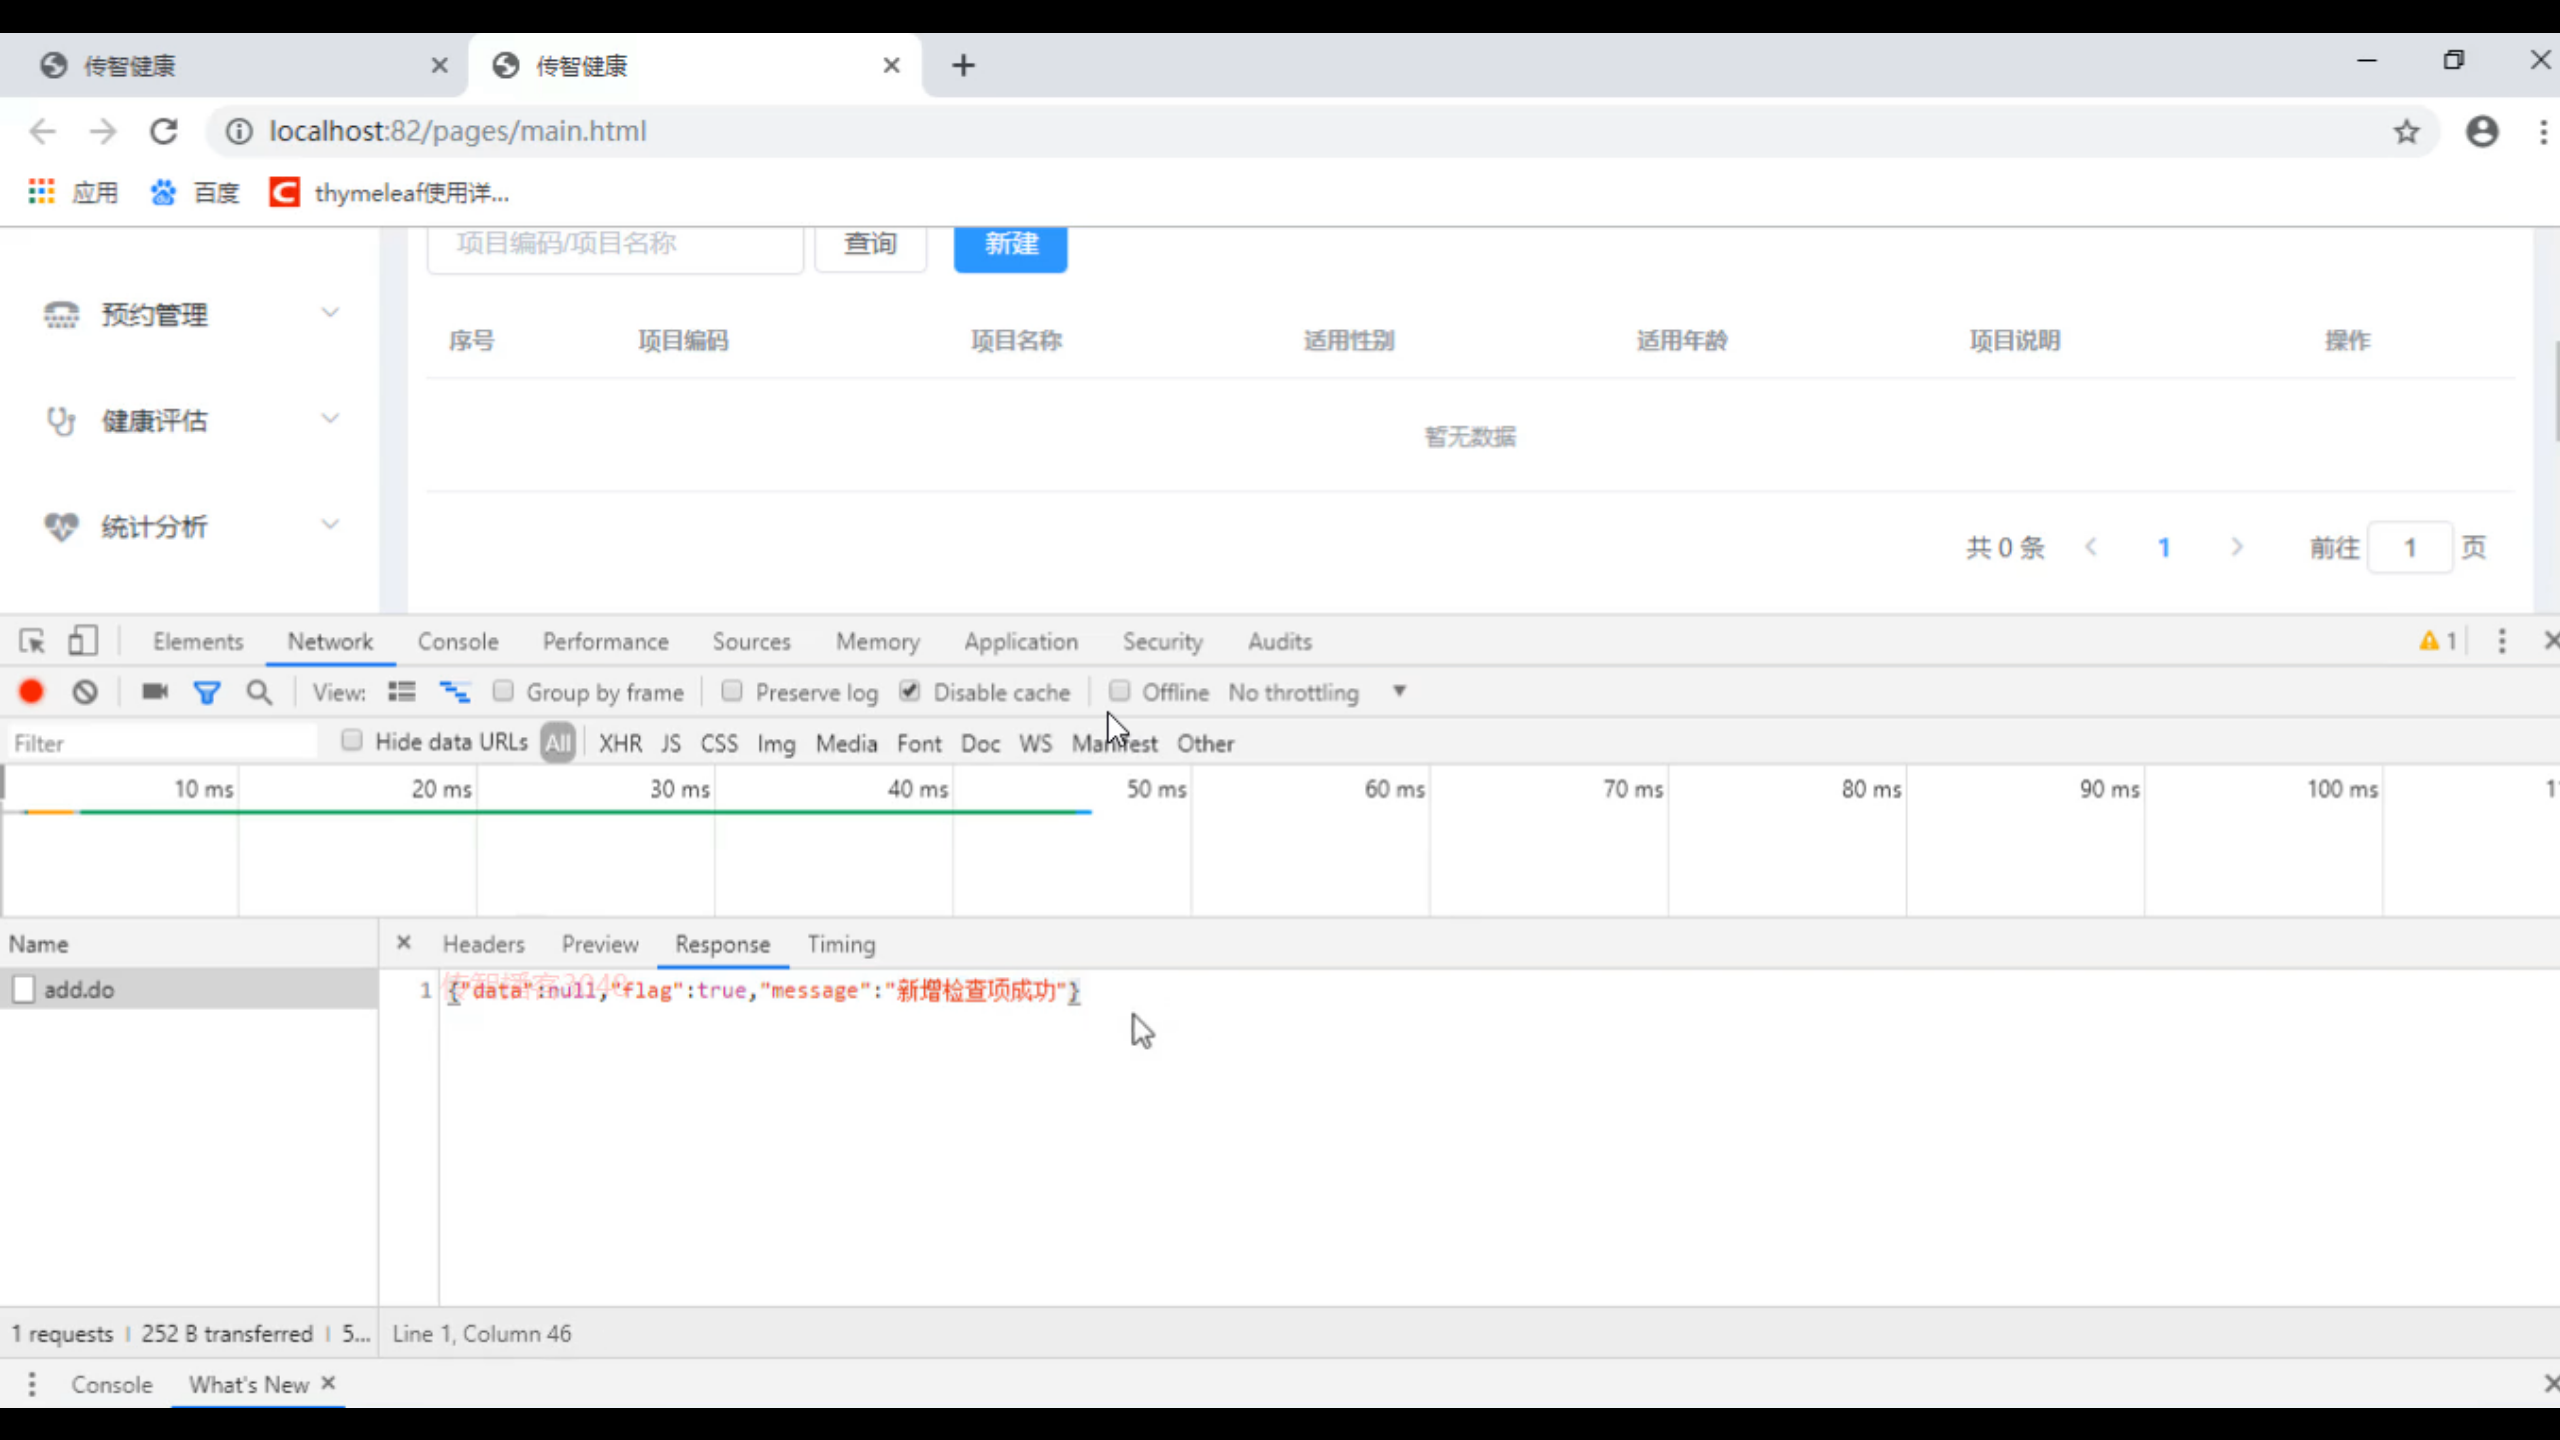 传智健康
传智健康
localhost:82/pages/main.html
应用 百度 thymeleaf使用详...
项目编码/项目名称 查询 新建
预约管理
序号 项目编码 项目名称 适用性别 适用年龄 项目说明 操作
健康评估
暂无数据
统计分析
共 0 条 1 前往 1 页
Elements Network Console Performance Sources Memory Application Security Audits 1
View: Group by frame Preserve log Disable cache Offline No throttling
Filter Hide data URLs All XHR JS CSS Img Media Font Doc WS Manifest Other
10 ms 20 ms 30 ms 40 ms 50 ms 60 ms 70 ms 80 ms 90 ms 100 ms
Name Headers Preview Response Timing
add.do
1 {"data":null,"flag":true,"message":"新增检查项成功"}
1 requests | 252 B transferred | 5... Line 1, Column 46
Console What's New